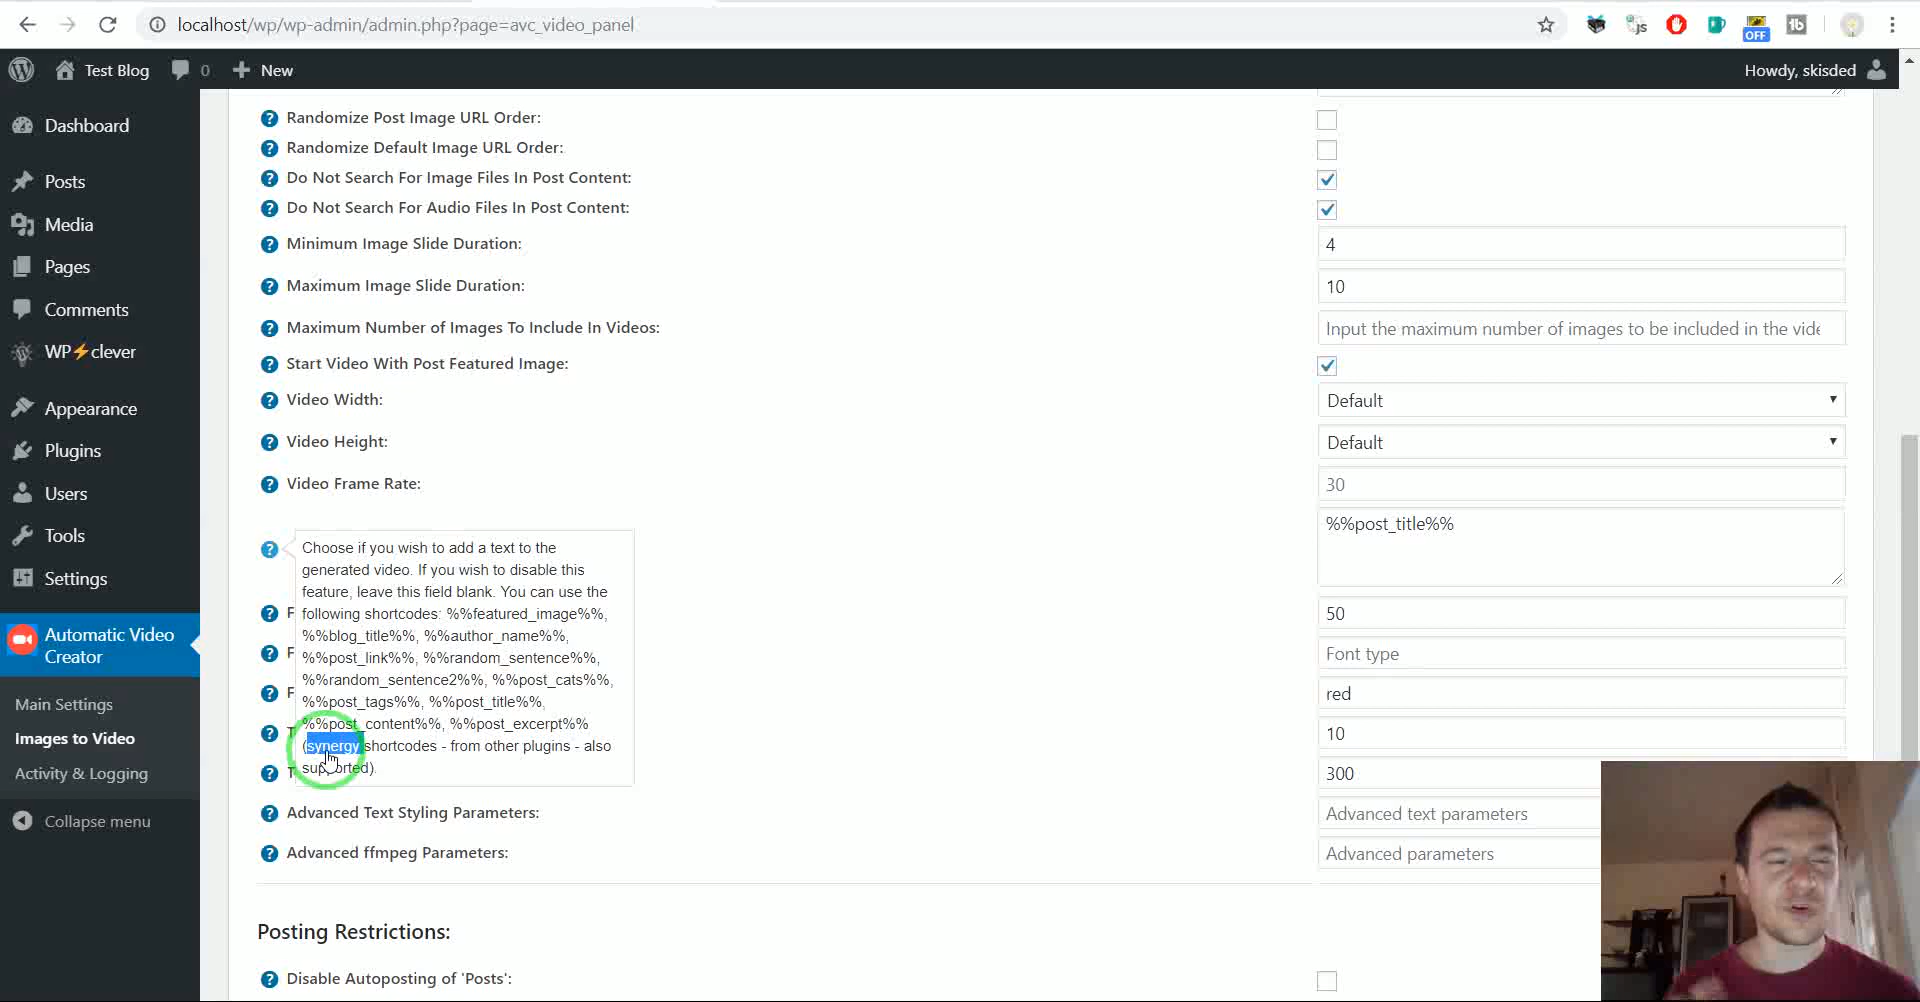 localhost/wp/wp-admin/admin.php?page=avc_video_panel
JS
OFF
Test Blog
0
New
Howdy, skisded
Dashboard
Posts
Media
Pages
Comments
WP⚡clever
Appearance
Plugins
Users
Tools
Settings
Automatic Video
Creator
Main Settings
Images to Video
Activity & Logging
Collapse menu
Randomize Post Image URL Order:
Randomize Default Image URL Order:
Do Not Search For Image Files In Post Content:
Do Not Search For Audio Files In Post Content:
Minimum Image Slide Duration:
4
Maximum Image Slide Duration:
10
Maximum Number of Images To Include In Videos:
Input the maximum number of images to be included in the vide
Start Video With Post Featured Image:
Video Width:
Default
Video Height:
Default
Video Frame Rate:
30
%%post_title%%
Choose if you wish to add a text to the
generated video. If you wish to disable this
feature, leave this field blank. You can use the
following shortcodes: %%featured_image%%,
%%blog_title%%, %%author_name%%,
%%post_link%%, %%random_sentence%%,
%%random_sentence2%%, %%post_cats%%,
%%post_tags%%, %%post_title%%,
%%post_content%%, %%post_excerpt%%
(synergy shortcodes - from other plugins - also
supported).
F
50
F
Font type
F
red
T
10
T
300
Advanced Text Styling Parameters:
Advanced text parameters
Advanced ffmpeg Parameters:
Advanced parameters
Posting Restrictions:
Disable Autoposting of 'Posts':